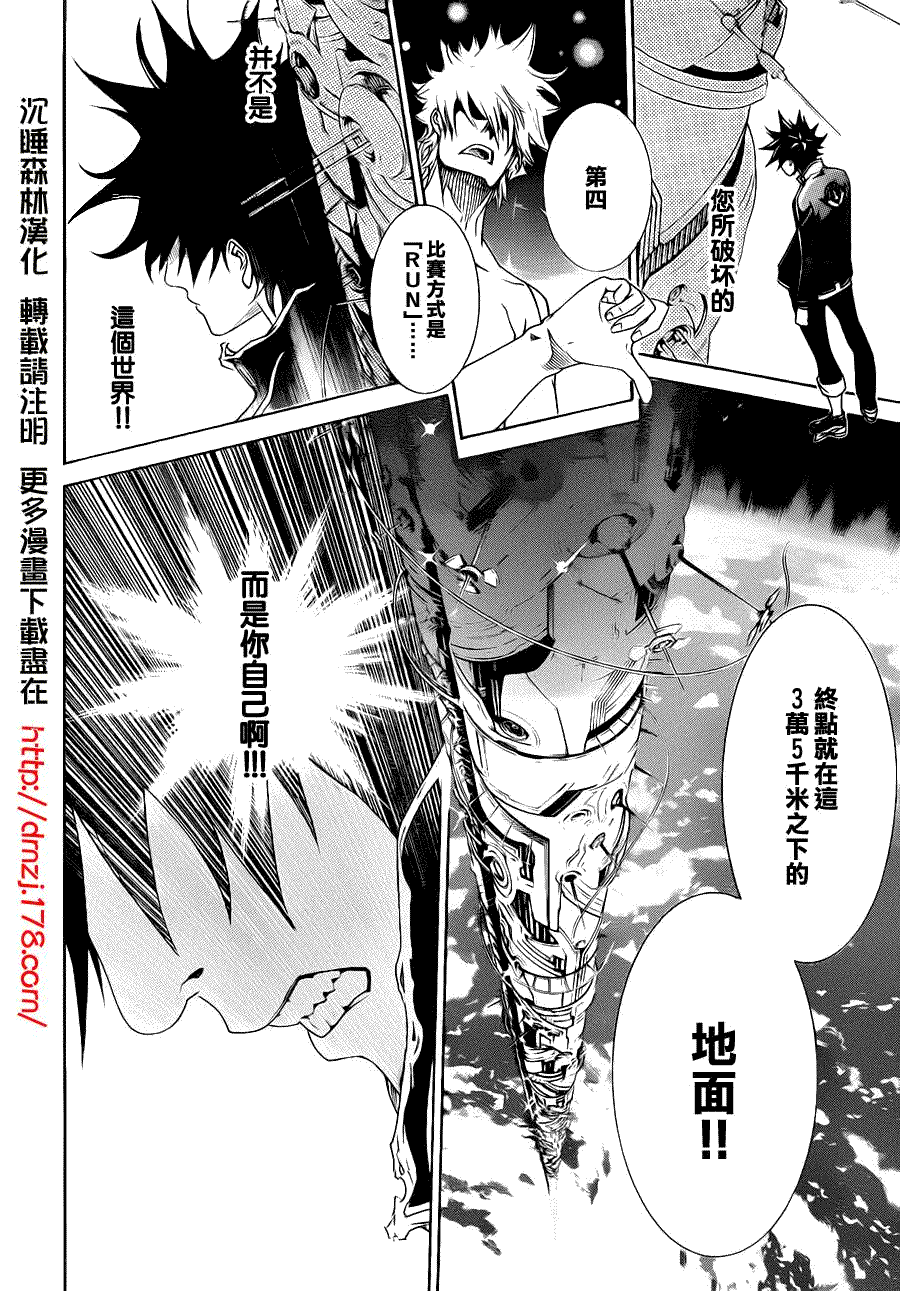 您所破坏的
第四
比賽方式是
「RUN」……
并不是
這個世界!!
終點就在這
3萬5千米之下的
地面!!
而是你自己啊!!!
沉睡森林漢化 轉載請注明 更多漫畫下載盡在 http://dmzj.178.com/